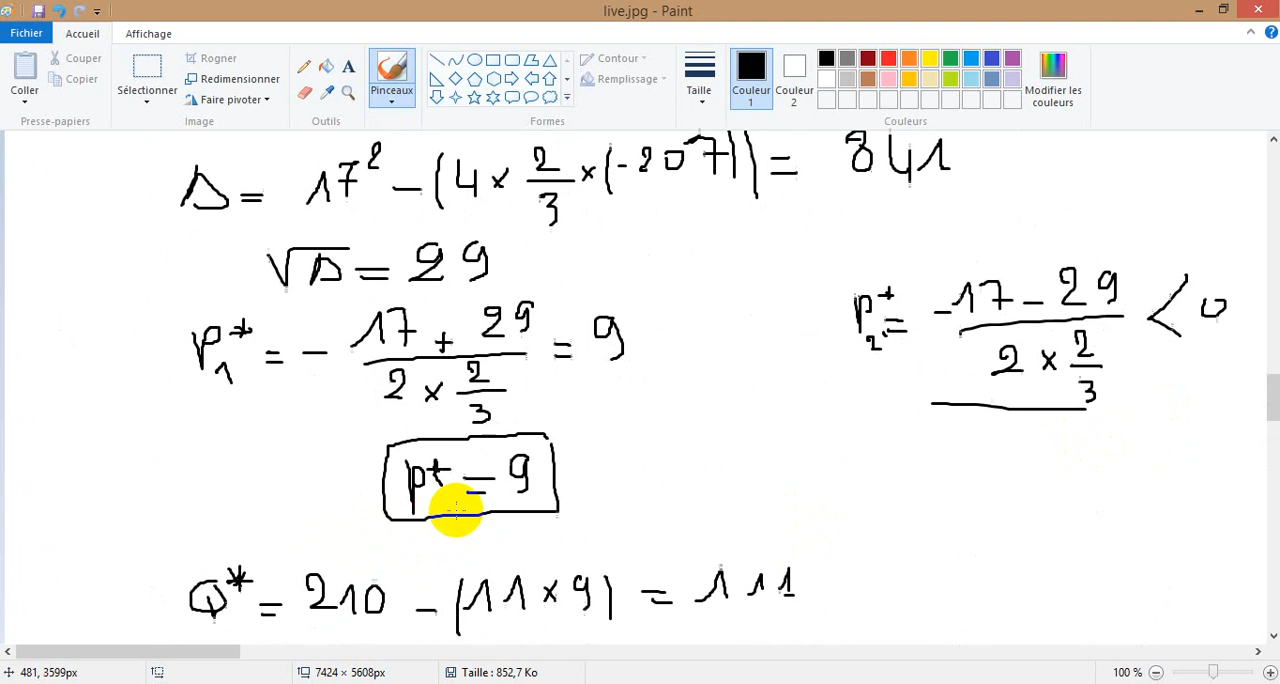 live.jpg - Paint
Fichier Accueil Affichage
Coller
Couper
Copier
Presse-papiers
Sélectionner
Rogner
Redimensionner
Faire pivoter
Image
A
Outils
Pinceaux
Contour
Remplissage
Formes
Taille
Couleur 1
Couleur 2
Modifier les couleurs
Couleurs
Δ = 17² - (4 × 2/3 × (-207)) = 841
√Δ = 29
P₁* = - 17 + 29 / 2 × 2/3 = 9
P₂* = -17 - 29 / 2 × 2/3 < 0
P* = 9
Q* = 210 - (11 × 9) = 111
481, 3599px
7424 × 5608px
Taille : 852,7 Ko
100 %